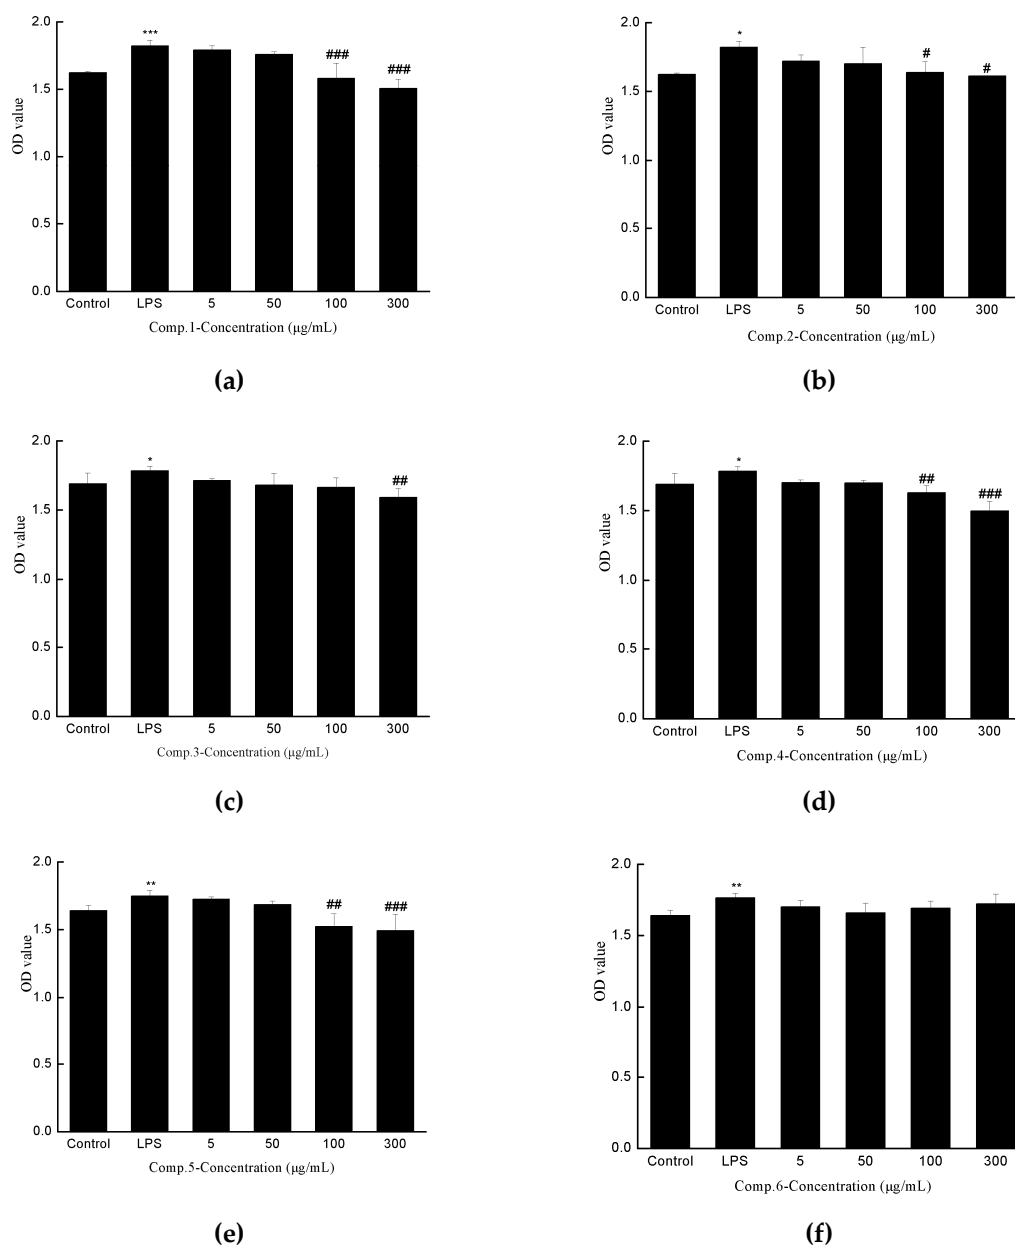 2.0
1.5
1.0
0.5
0.0
OD value
***
###
###
Control LPS 5 50 100 300
Comp.1-Concentration (μg/mL)
(a)
2.0
1.5
1.0
0.5
0.0
OD value
*
#
#
Control LPS 5 50 100 300
Comp.2-Concentration (μg/mL)
(b)
2.0
1.5
1.0
0.5
0.0
OD value
*
##
Control LPS 5 50 100 300
Comp.3-Concentration (μg/mL)
(c)
2.0
1.5
1.0
0.5
0.0
OD value
*
##
###
Control LPS 5 50 100 300
Comp.4-Concentration (μg/mL)
(d)
2.0
1.5
1.0
0.5
0.0
OD value
**
##
###
Control LPS 5 50 100 300
Comp.5-Concentration (μg/mL)
(e)
2.0
1.5
1.0
0.5
0.0
OD value
**
Control LPS 5 50 100 300
Comp.6-Concentration (μg/mL)
(f)